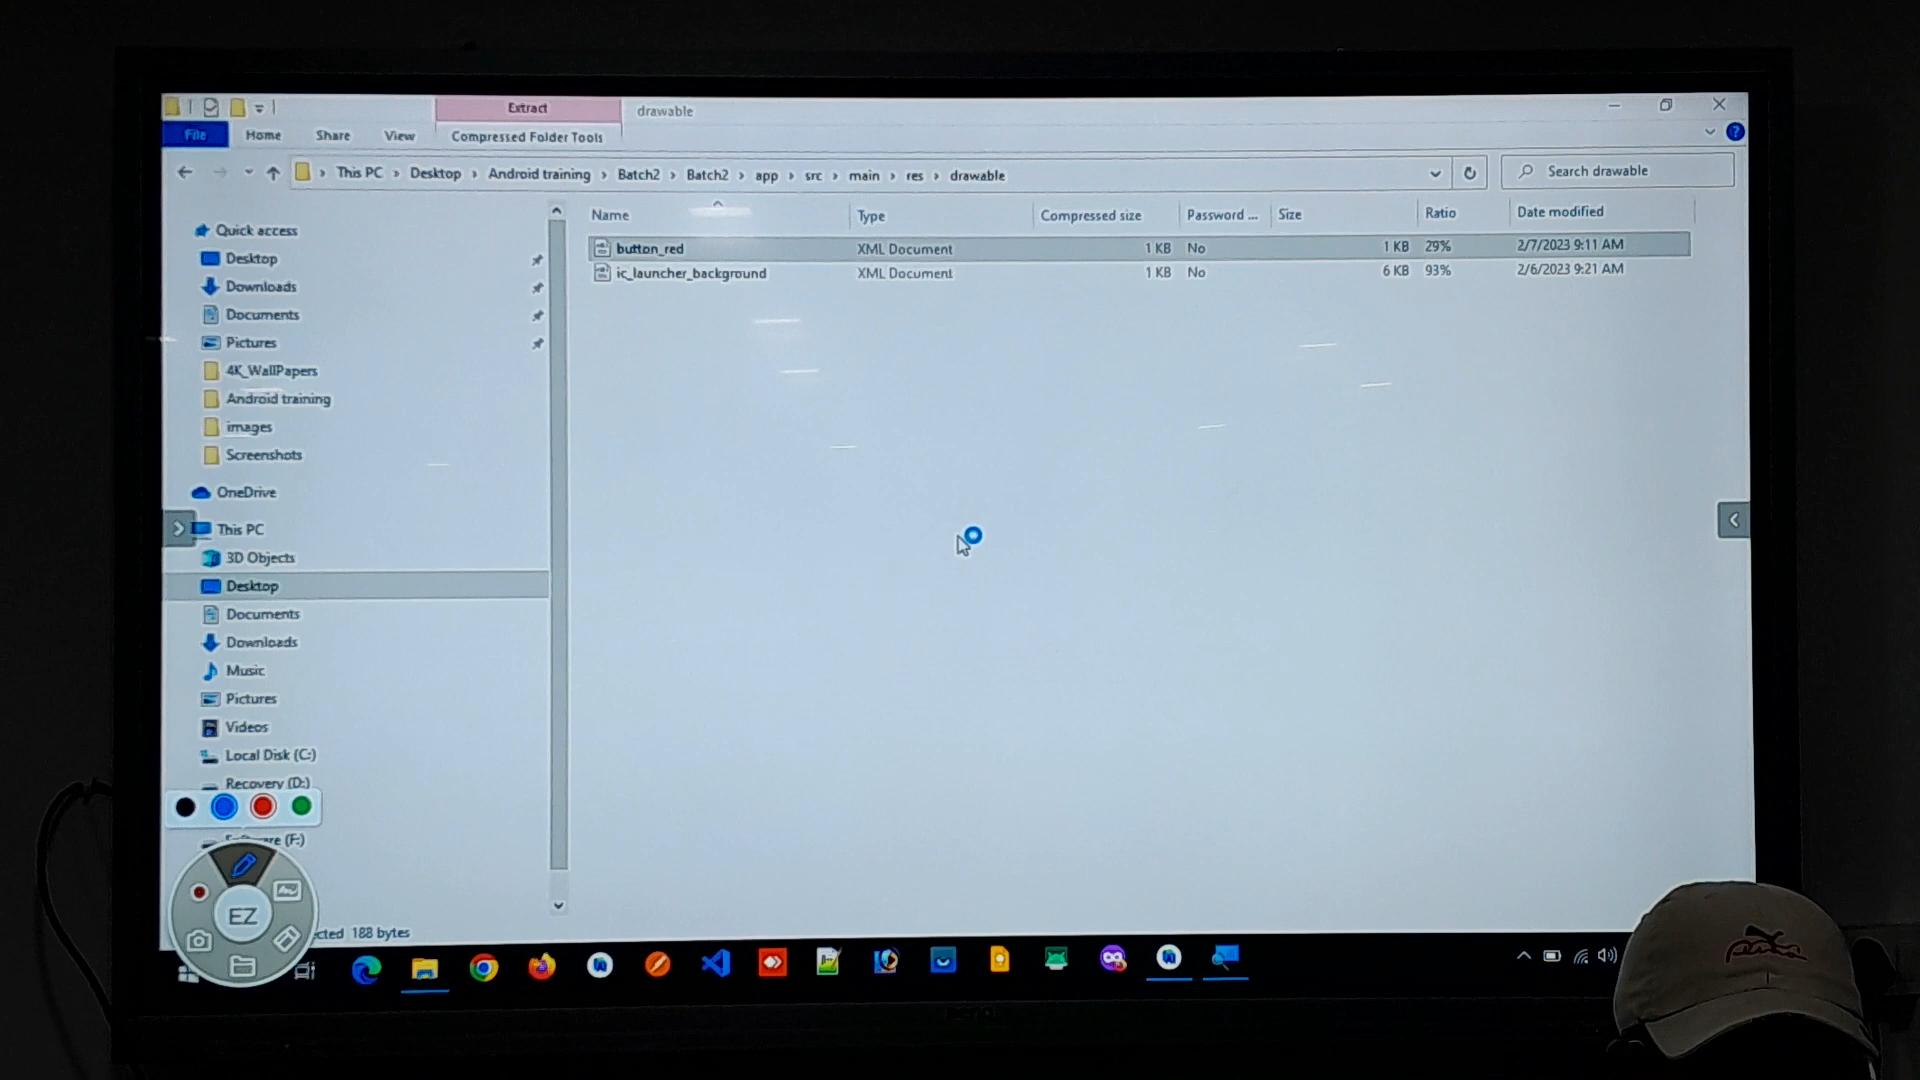 Extract
drawable
File
Home
Share
View
Compressed Folder Tools
This PC
Desktop
Android training
Batch2
Batch2
app
src
main
res
drawable
Search drawable
Name
Type
Compressed size
Password ...
Size
Ratio
Date modified
button_red
XML Document
1 KB
No
1 KB
29%
2/7/2023 9:11 AM
ic_launcher_background
XML Document
1 KB
No
6 KB
93%
2/6/2023 9:21 AM
Quick access
Desktop
Downloads
Documents
Pictures
4K_WallPapers
Android training
images
Screenshots
OneDrive
This PC
3D Objects
Desktop
Documents
Downloads
Music
Pictures
Videos
Local Disk (C:)
Recovery (D:)
(F:)
EZ
188 bytes